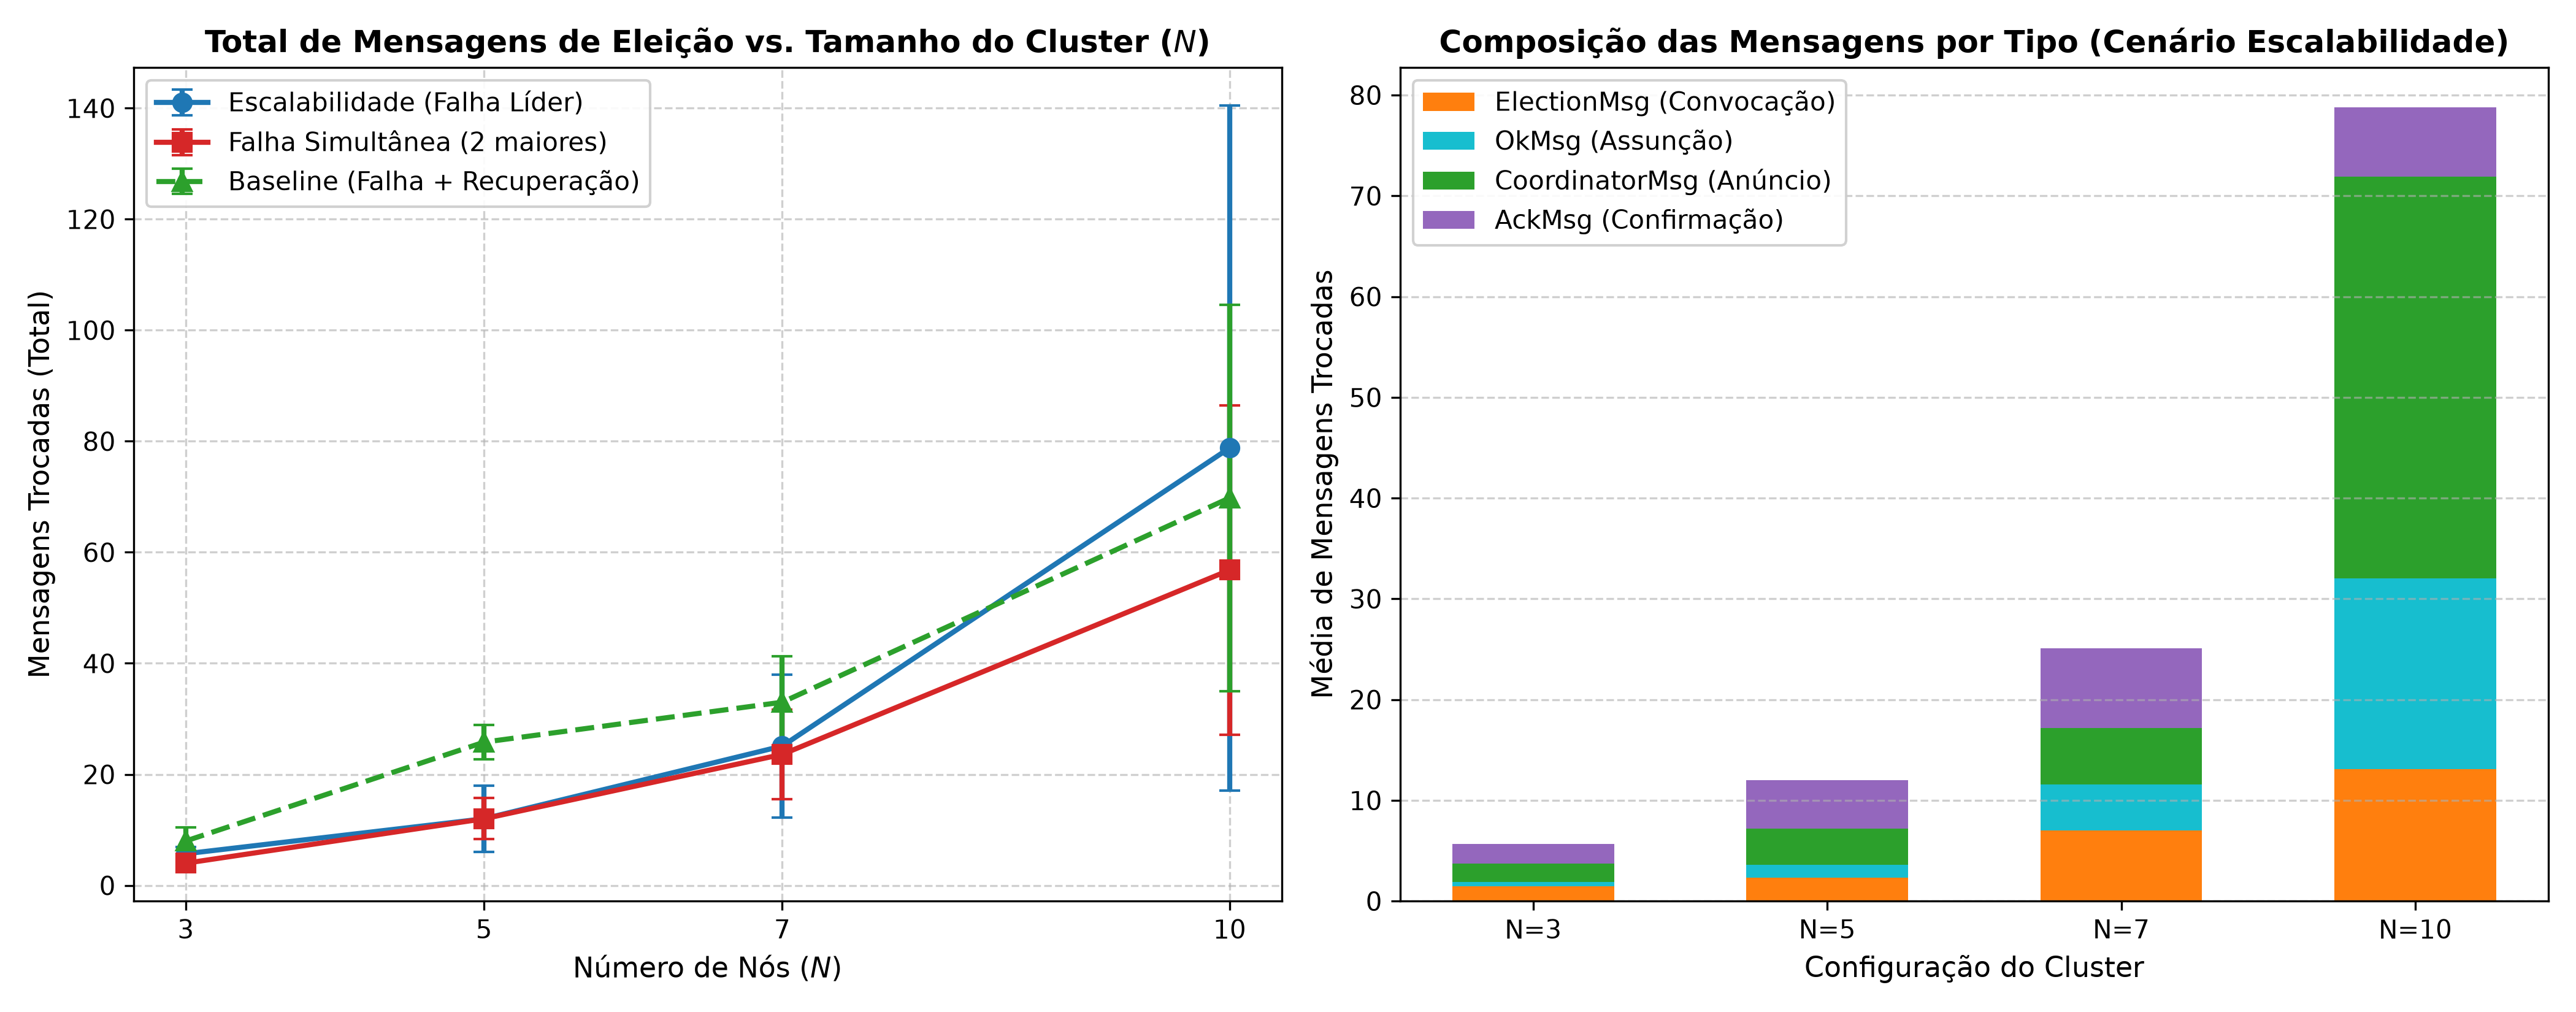 Total de Mensagens de Eleição vs. Tamanho do Cluster (N)
Mensagens Trocadas (Total)
140
120
100
80
60
40
20
0
Escalabilidade (Falha Líder)
Falha Simultânea (2 maiores)
Baseline (Falha + Recuperação)
3
5
7
10
Número de Nós (N)
Composição das Mensagens por Tipo (Cenário Escalabilidade)
Média de Mensagens Trocadas
80
70
60
50
40
30
20
10
0
ElectionMsg (Convocação)
OkMsg (Assunção)
CoordinatorMsg (Anúncio)
AckMsg (Confirmação)
N=3
N=5
N=7
N=10
Configuração do Cluster